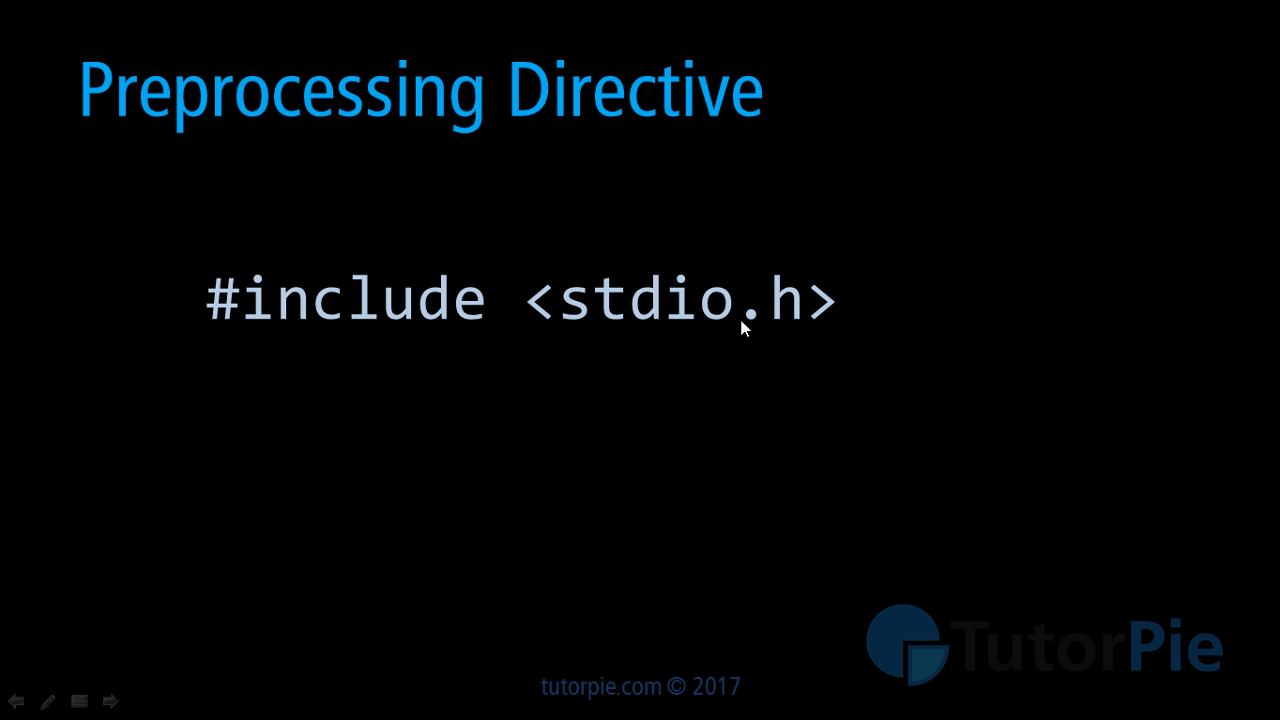 Preprocessing Directive
#include <stdio.h>
TutorPie
tutorpie.com © 2017